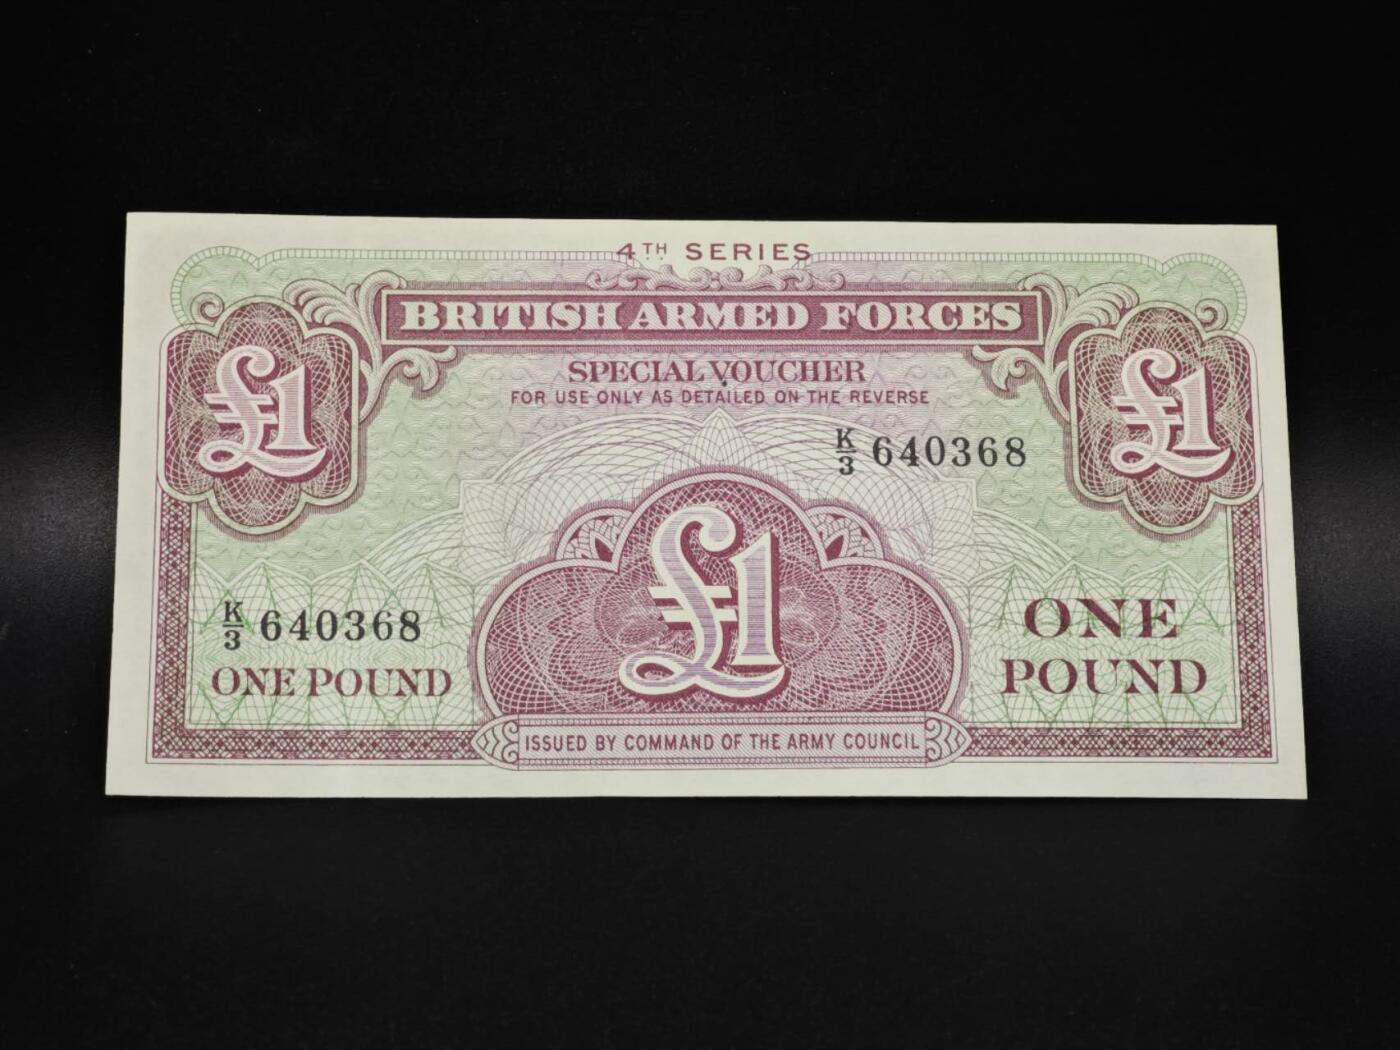 4TH SERIES
BRITISH ARMED FORCES
£1
£1
SPECIAL VOUCHER
FOR USE ONLY AS DETAILED ON THE REVERSE
K/3 640368
£1
K/3 640368
ONE POUND
ONE
POUND
ISSUED BY COMMAND OF THE ARMY COUNCIL